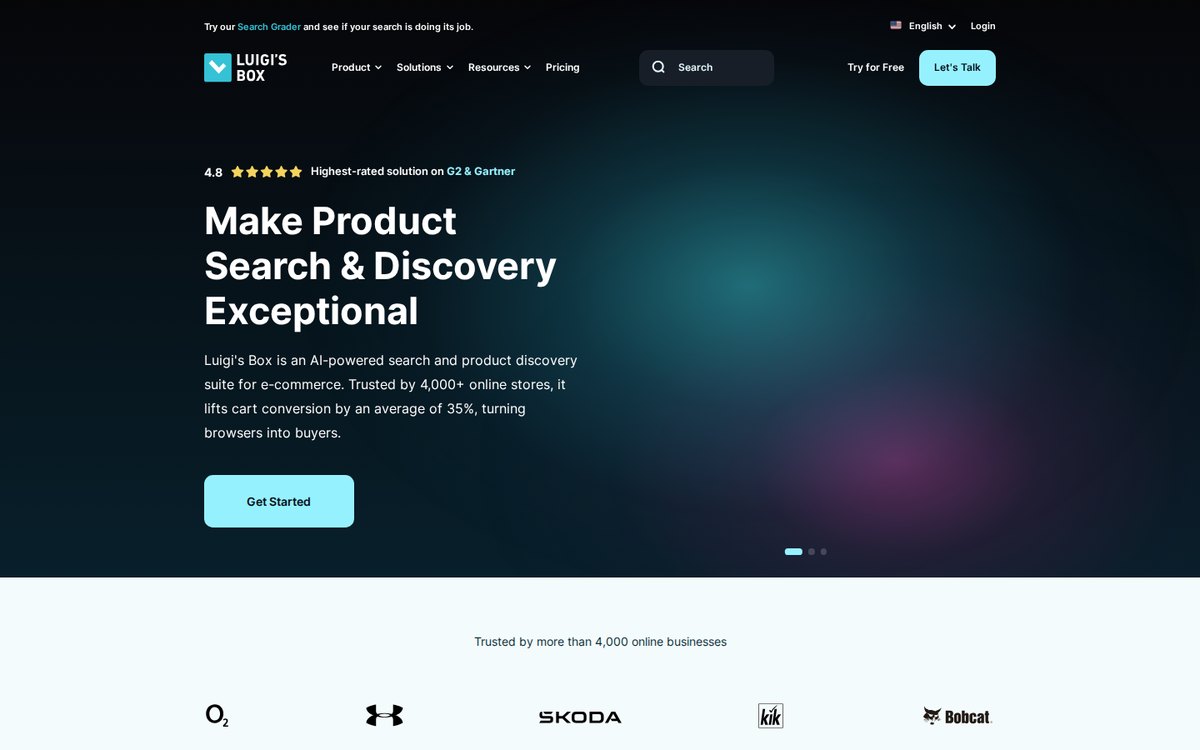 Try our Search Grader and see if your search is doing its job.
English
Login
LUIGI'S
BOX
Product
Solutions
Resources
Pricing
Search
Try for Free
Let's Talk
4.8
Highest-rated solution on G2 & Gartner
Make Product
Search & Discovery
Exceptional
Luigi's Box is an AI-powered search and product discovery
suite for e-commerce. Trusted by 4,000+ online stores, it
lifts cart conversion by an average of 35%, turning
browsers into buyers.
Get Started
Trusted by more than 4,000 online businesses
O2
ŠKODA
kik
Bobcat